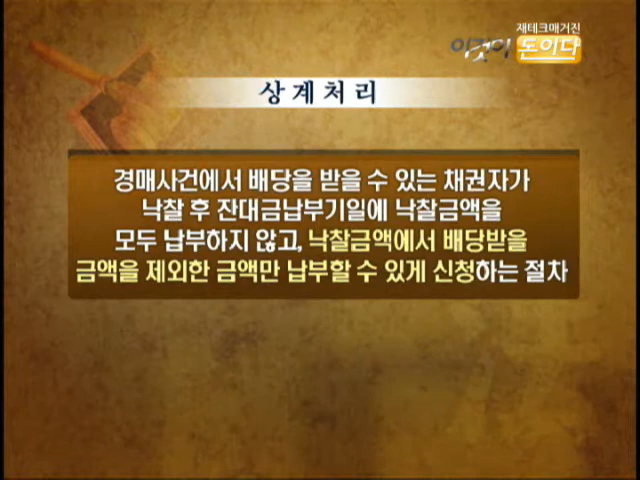 재테크매거진
이것이 돈이다
상계처리
경매사건에서 배당을 받을 수 있는 채권자가
낙찰 후 잔대금납부기일에 낙찰금액을
모두 납부하지 않고, 낙찰금액에서 배당받을
금액을 제외한 금액만 납부할 수 있게 신청하는 절차